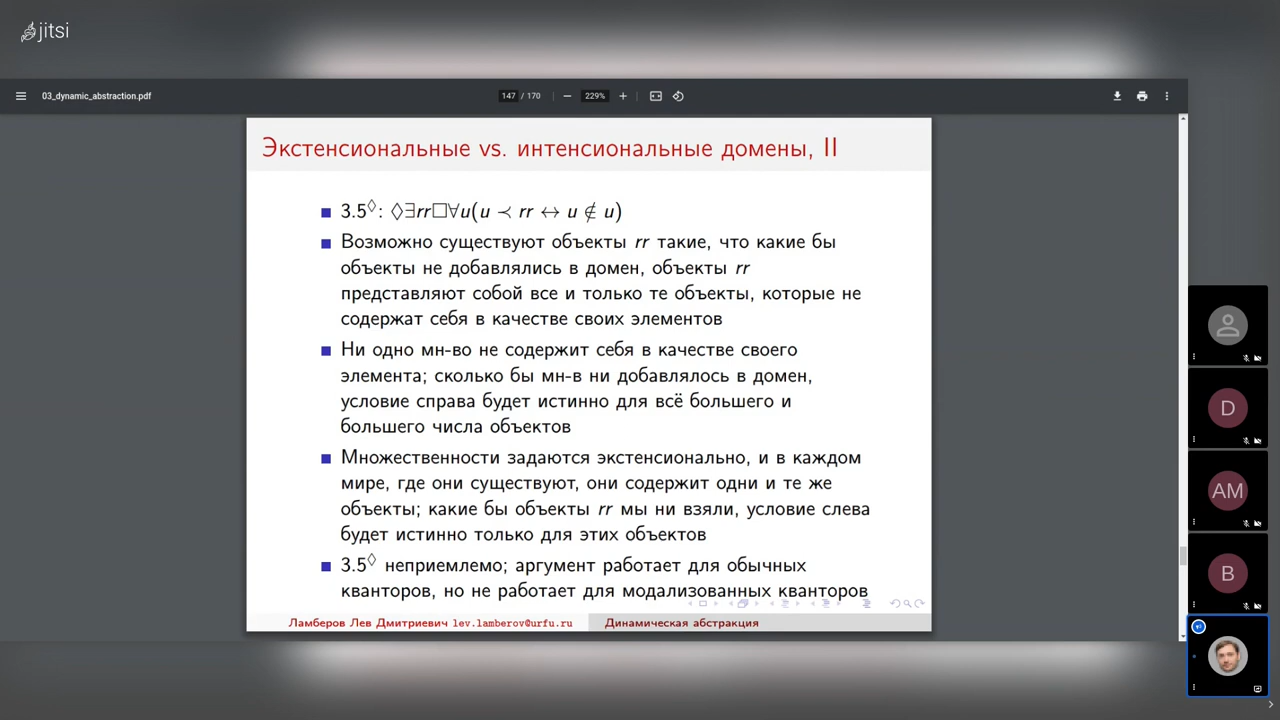 jitsi
03_dynamic_abstraction.pdf
147 / 170
229%
Экстенсиональные vs. интенсиональные домены, II
3.5◊: ◊∃rr□∀u(u ≺ rr ↔ u ∉ u)
Возможно существуют объекты rr такие, что какие бы
объекты не добавлялись в домен, объекты rr
представляют собой все и только те объекты, которые не
содержат себя в качестве своих элементов
Ни одно мн-во не содержит себя в качестве своего
элемента; сколько бы мн-в ни добавлялось в домен,
условие справа будет истинно для всё большего и
большего числа объектов
Множественности задаются экстенсионально, и в каждом
мире, где они существуют, они содержит одни и те же
объекты; какие бы объекты rr мы ни взяли, условие слева
будет истинно только для этих объектов
3.5◊ неприемлемо; аргумент работает для обычных
кванторов, но не работает для модализованных кванторов
Ламберов Лев Дмитриевич lev.lamberov@urfu.ru
Динамическая абстракция
D
AM
B